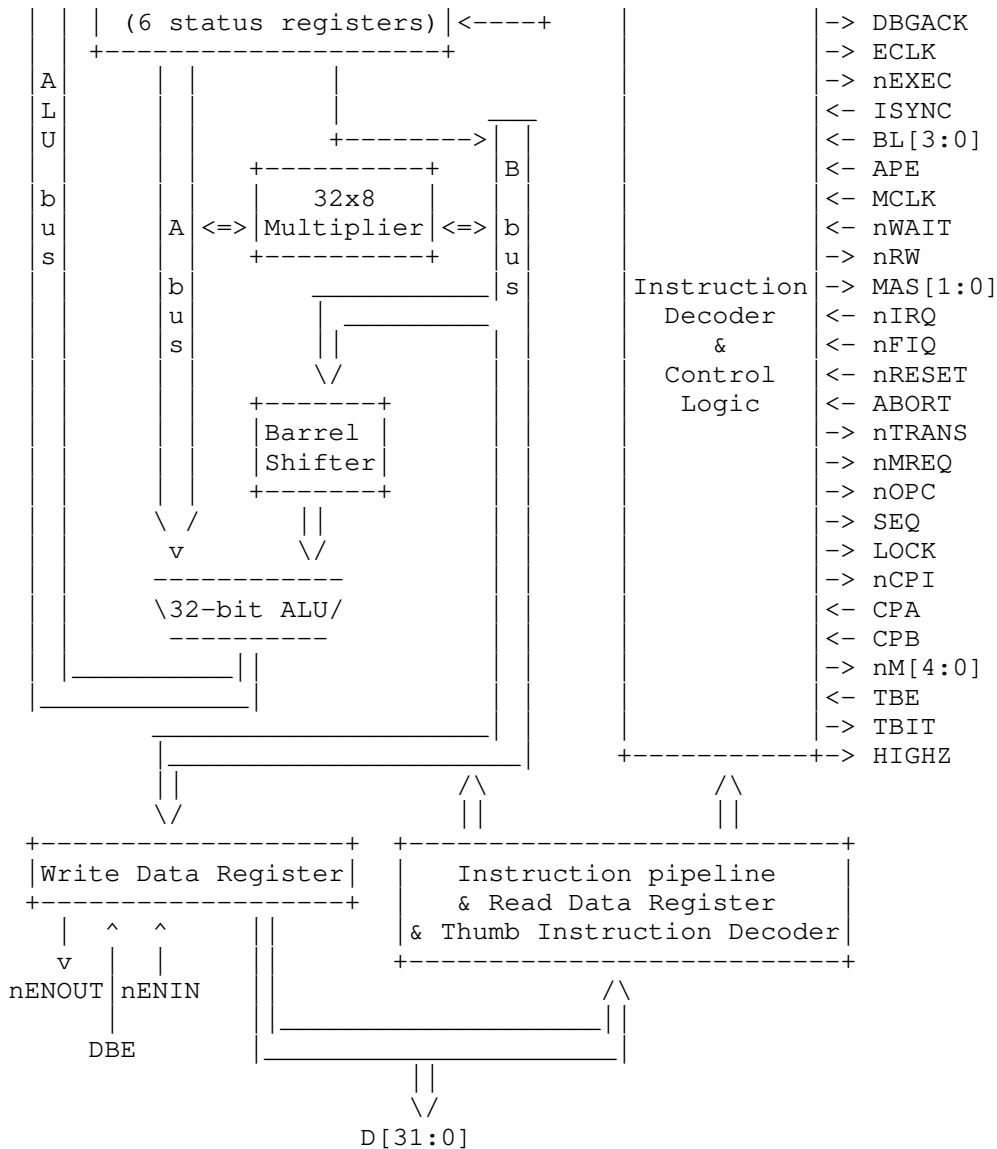 (6 status registers) DBGACK
ECLK
A nEXEC
L ISYNC
U BL[3:0]
B APE
b 32x8 MCLK
u A Multiplier b nWAIT
s u nRW
b s Instruction MAS[1:0]
u Decoder nIRQ
s & nFIQ
Control nRESET
Logic ABORT
Barrel nTRANS
Shifter nMREQ
nOPC
SEQ
v LOCK
nCPI
32-bit ALU CPA
CPB
nM[4:0]
TBE
TBIT
HIGHZ
Write Data Register Instruction pipeline
& Read Data Register
& Thumb Instruction Decoder
v
nENOUT nENIN
DBE
D[31:0]